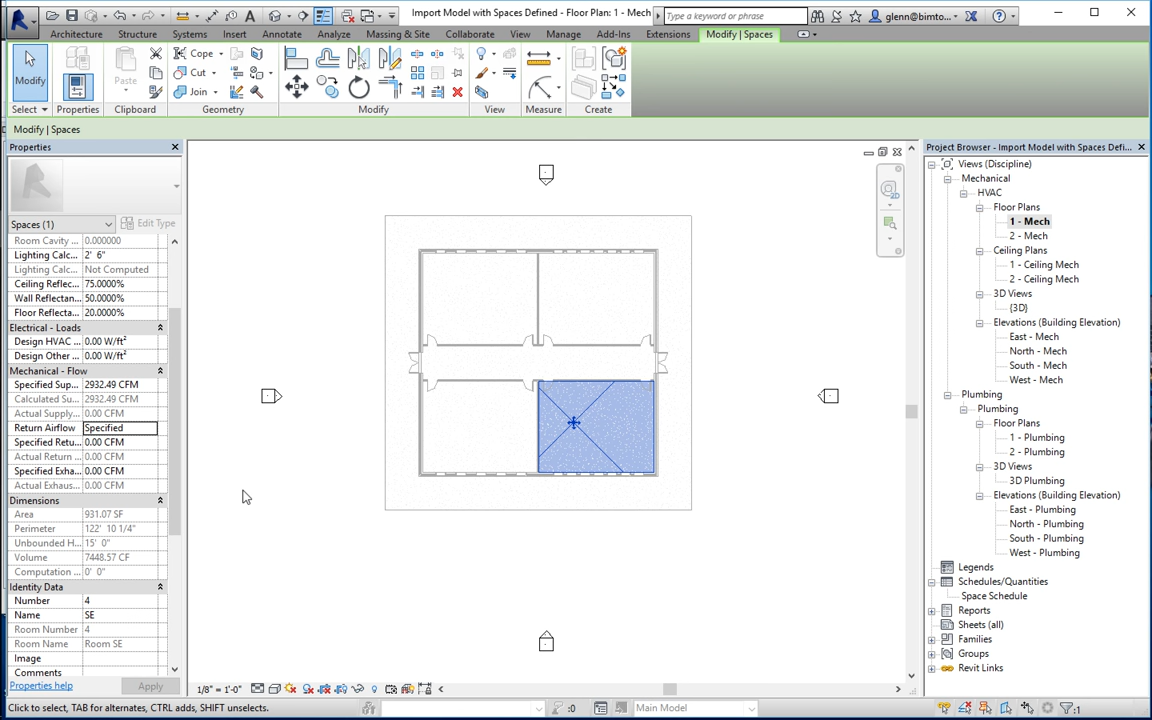 Import Model with Spaces Defined - Floor Plan: 1 - Mech
Type a keyword or phrase
glenn@bimto...
Architecture Structure Systems Insert Annotate Analyze Massing & Site Collaborate View Manage Add-Ins Extensions Modify | Spaces
Modify
Paste
Cope
Cut
Join
Select Properties Clipboard Geometry Modify View Measure Create
Modify | Spaces
Properties
Spaces (1) Edit Type
Room Cavity ... 0.000000
Lighting Calc... 2' 6"
Lighting Calc... Not Computed
Ceiling Reflec... 75.0000%
Wall Reflectan... 50.0000%
Floor Reflecta... 20.0000%
Electrical - Loads
Design HVAC ... 0.00 W/ft²
Design Other ... 0.00 W/ft²
Mechanical - Flow
Specified Sup... 2932.49 CFM
Calculated Su... 2932.49 CFM
Actual Supply... 0.00 CFM
Return Airflow Specified
Specified Retu... 0.00 CFM
Actual Return ... 0.00 CFM
Specified Exha... 0.00 CFM
Actual Exhaus... 0.00 CFM
Dimensions
Area 931.07 SF
Perimeter 122' 10 1/4"
Unbounded H... 15' 0"
Volume 7448.57 CF
Computation ... 0' 0"
Identity Data
Number 4
Name SE
Room Number 4
Room Name Room SE
Image
Comments
Properties help Apply
Project Browser - Import Model with Spaces Defi...
Views (Discipline)
Mechanical
HVAC
Floor Plans
1 - Mech
2 - Mech
Ceiling Plans
1 - Ceiling Mech
2 - Ceiling Mech
3D Views
{3D}
Elevations (Building Elevation)
East - Mech
North - Mech
South - Mech
West - Mech
Plumbing
Plumbing
Floor Plans
1 - Plumbing
2 - Plumbing
3D Views
3D Plumbing
Elevations (Building Elevation)
East - Plumbing
North - Plumbing
South - Plumbing
West - Plumbing
Legends
Schedules/Quantities
Space Schedule
Reports
Sheets (all)
Families
Groups
Revit Links
1/8" = 1'-0"
Click to select, TAB for alternates, CTRL adds, SHIFT unselects.
:0
Main Model
:1